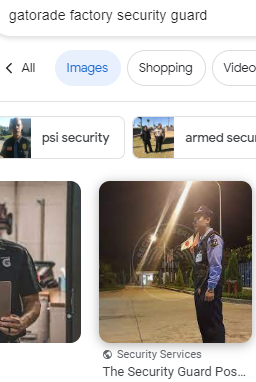 gatorade factory security guard
All Images Shopping Video
psi security armed secur
Security Services
The Security Guard Pos...